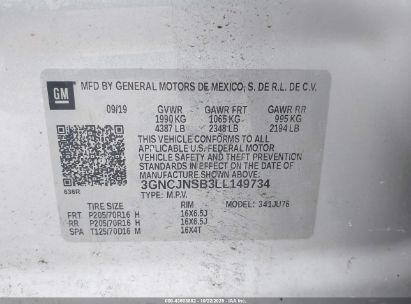 GM
MFD BY GENERAL MOTORS DE MEXICO, S. DE R.L. DE C.V.
09/19 GVWR GAWR FRT GAWR RR
1990 KG 1065 KG 995 KG
4387 LB 2348 LB 2194 LB
THIS VEHICLE CONFORMS TO ALL
APPLICABLE U.S. FEDERAL MOTOR
VEHICLE SAFETY AND THEFT PREVENTION
STANDARDS IN EFFECT ON THE DATE OF
MANUFACTURE SHOWN ABOVE.
3GNCJNSB3LL149734
636R TYPE: M.P.V. MODEL: 341JU76
TIRE SIZE RIM
FRT P205/70R16 H 16X6.5J
RR P205/70R16 H 16X6.5J
SPA T125/70D16 M 16X4T